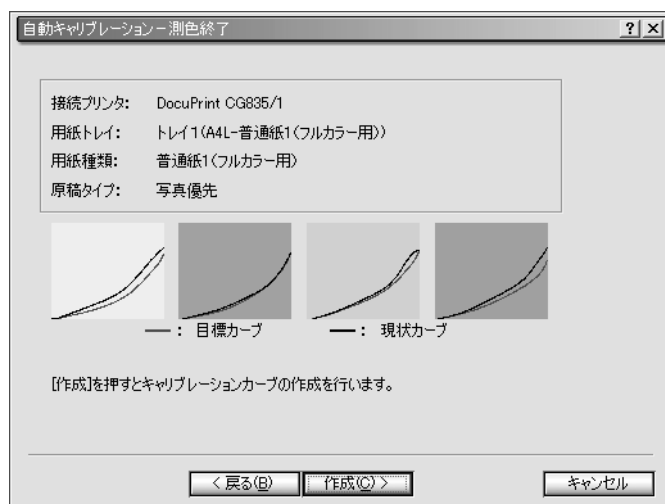 自動キャリブレーション－測色終了
接続プリンタ: DocuPrint CG835/1
用紙トレイ: トレイ1(A4L-普通紙1(フルカラー用))
用紙種類: 普通紙1(フルカラー用)
原稿タイプ: 写真優先
: 目標カーブ : 現状カーブ
[作成]を押すとキャリブレーションカーブの作成を行います。
< 戻る(B) 作成(C) > キャンセル